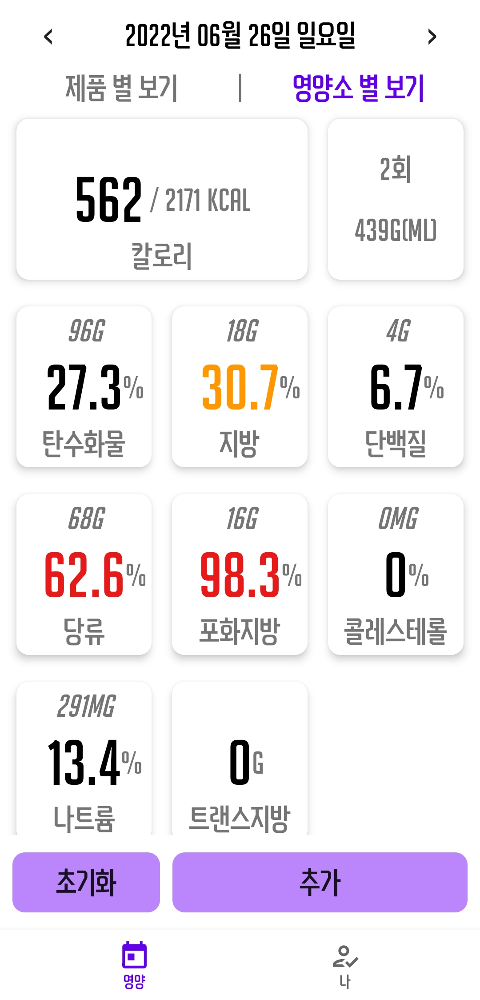 < 2022년 06월 26일 일요일 >
제품 별 보기 | 영양소 별 보기
562 / 2171 KCAL
칼로리
2회
439G(ML)
96G
27.3%
탄수화물
18G
30.7%
지방
4G
6.7%
단백질
68G
62.6%
당류
16G
98.3%
포화지방
0MG
0%
콜레스테롤
291MG
13.4%
나트륨
0G
트랜스지방
초기화
추가
영양
나